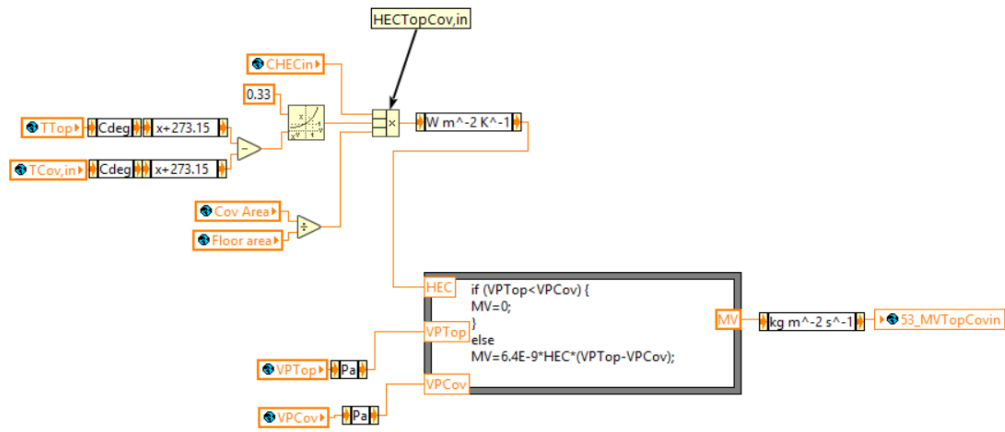 HECTopCov,in
CHECin
0.33
TTop
Cdeg
x+273.15
TCov,in
Cdeg
x+273.15
x
x^y
y
-
x
W m^-2 K^-1
Cov Area
Floor area
÷
HEC
if (VPTop<VPCov) {
MV=0;
}
else
MV=6.4E-9*HEC*(VPTop-VPCov);
VPTop
VPCov
MV
kg m^-2 s^-1
53_MVTopCovin
VPTop
Pa
VPCov
Pa